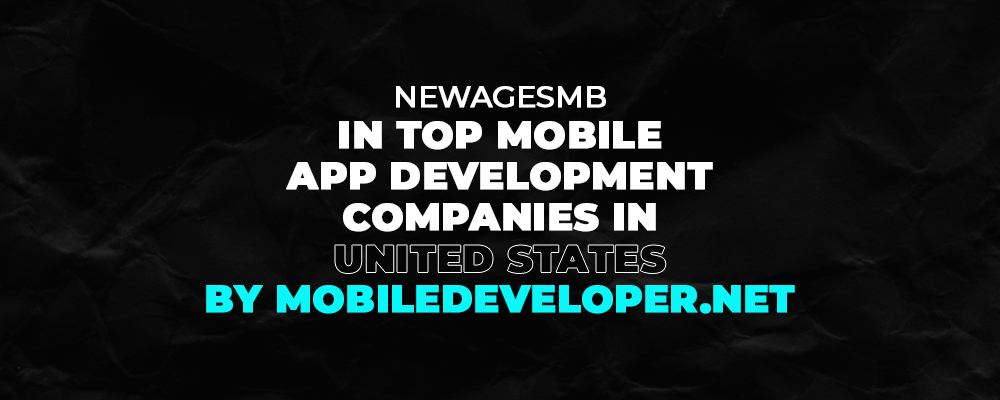 NEWAGESMB
IN TOP MOBILE
APP DEVELOPMENT
COMPANIES IN
UNITED STATES
BY MOBILEDEVELOPER.NET